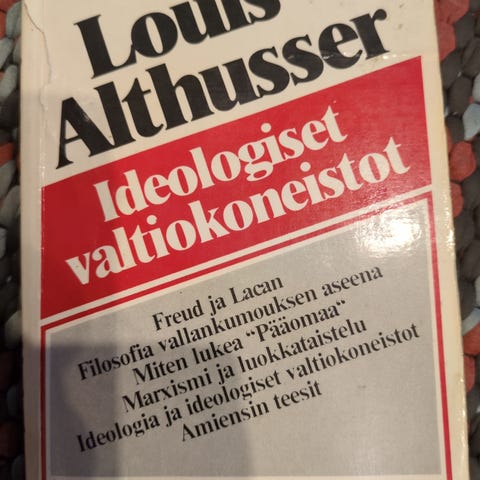 Louis
Althusser
Ideologiset
valtiokoneistot
Freud ja Lacan
Filosofia vallankumouksen aseena
Miten lukea "Pääomaa"
Marxismi ja luokkataistelu
Ideologia ja ideologiset valtiokoneistot
Amiensin teesit